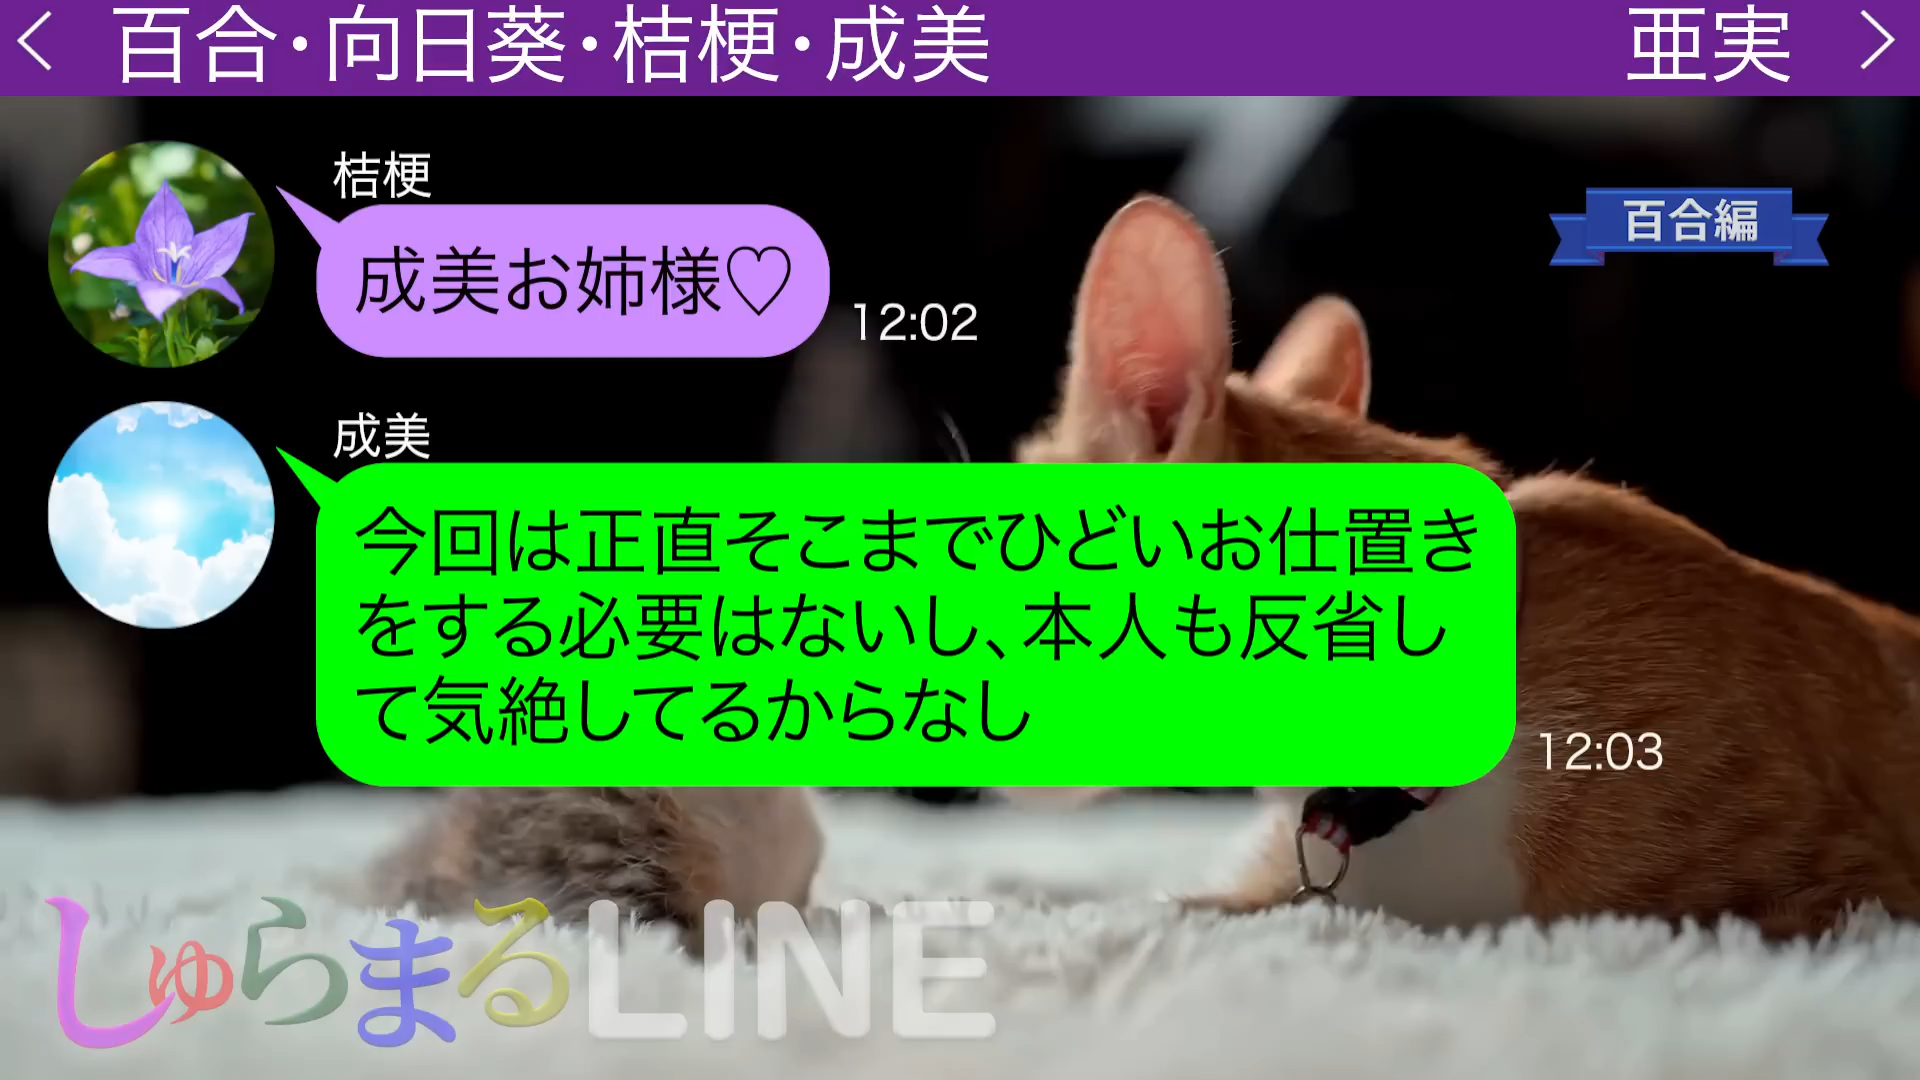 百合・向日葵・桔梗・成美
亜実
百合編
桔梗
成美お姉様♡
12:02
成美
今回は正直そこまでひどいお仕置き
をする必要はないし、本人も反省し
て気絶してるからなし
12:03
しゅらまるLINE